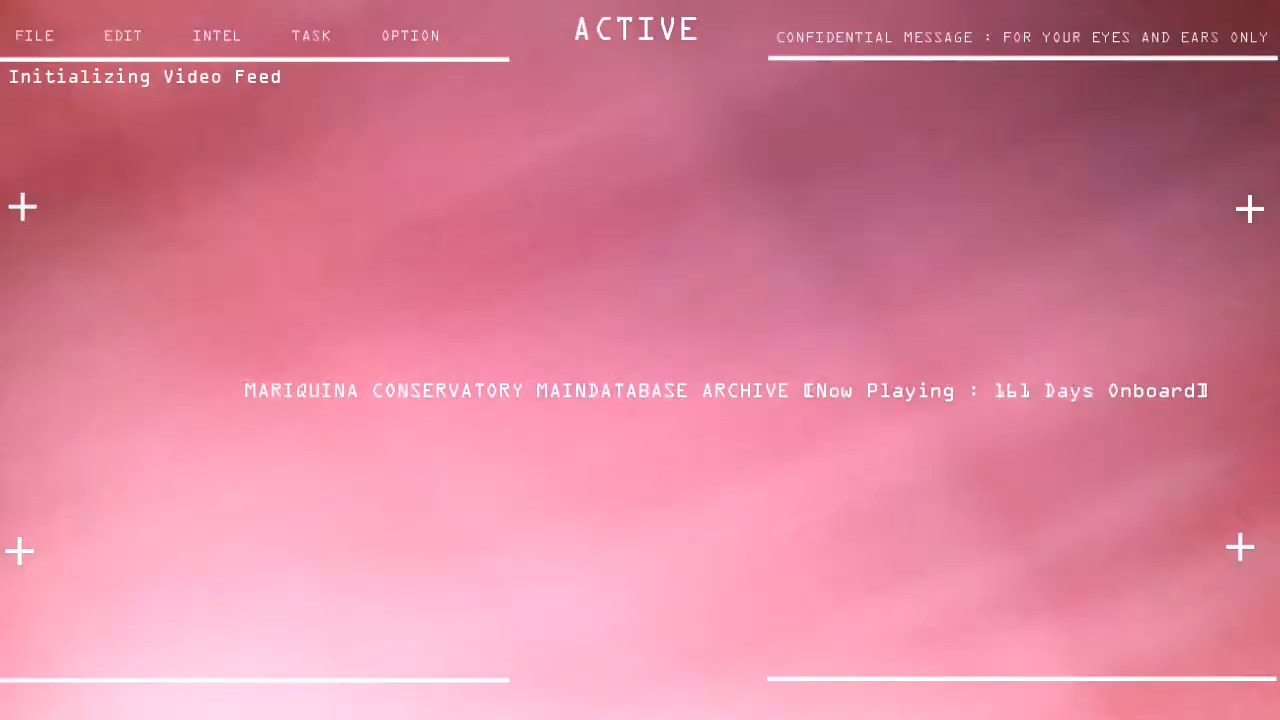 FILE EDIT INTEL TASK OPTION
ACTIVE
CONFIDENTIAL MESSAGE : FOR YOUR EYES AND EARS ONLY
Initializing Video Feed
MARIQUINA CONSERVATORY MAINDATABASE ARCHIVE [Now Playing : 161 Days Onboard]